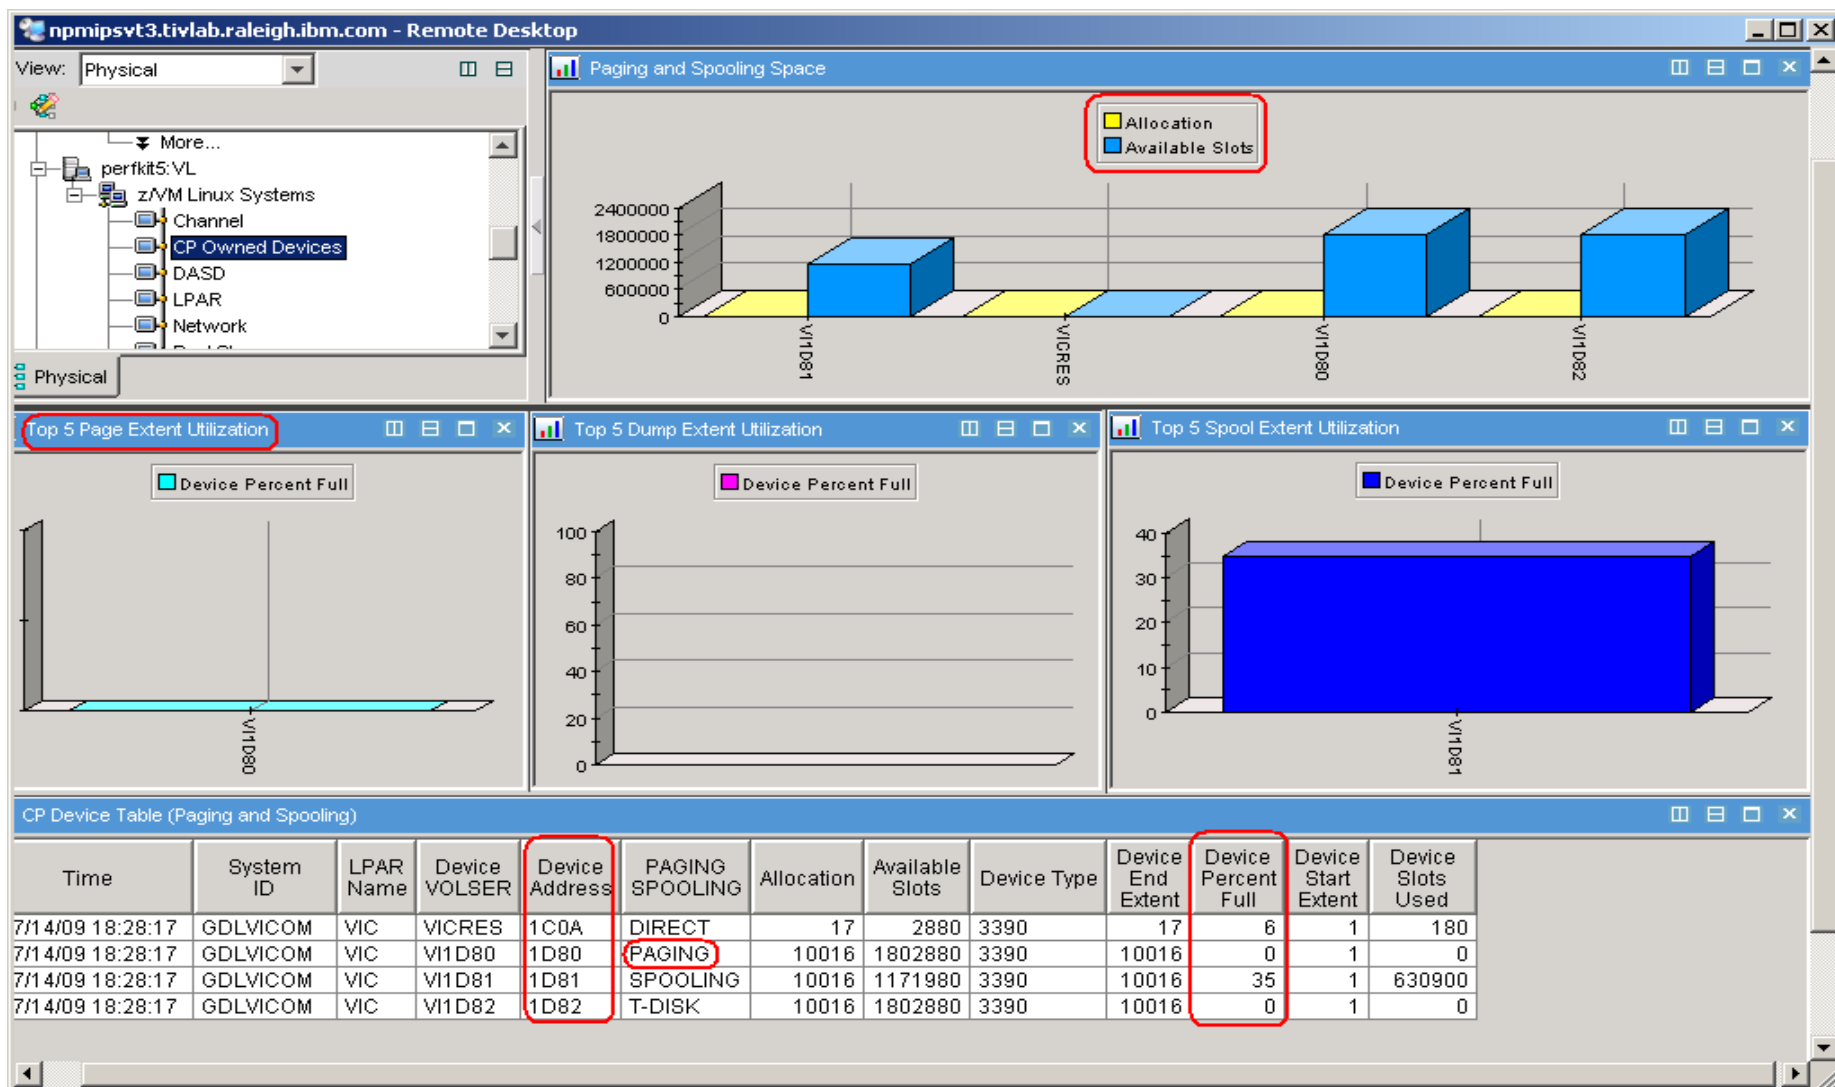 npmipsvt3.tivlab.raleigh.ibm.com - Remote Desktop
View: Physical
More...
perfkit5:VL
z/VM Linux Systems
Channel
CP Owned Devices
DASD
LPAR
Network
Physical
Paging and Spooling Space
Allocation
Available Slots
2400000
1800000
1200000
600000
0
VI1D81
VICRES
VI1D80
VI1D82
Top 5 Page Extent Utilization
Device Percent Full
VI1D80
Top 5 Dump Extent Utilization
Device Percent Full
100
80
60
40
20
0
Top 5 Spool Extent Utilization
Device Percent Full
40
30
20
10
0
VI1D81
CP Device Table (Paging and Spooling)
Time System ID LPAR Name Device VOLSER Device Address PAGING SPOOLING Allocation Available Slots Device Type Device End Extent Device Percent Full Device Start Extent Device Slots Used
7/14/09 18:28:17 GDLVICOM VIC VICRES 1C0A DIRECT 17 2880 3390 17 6 1 180
7/14/09 18:28:17 GDLVICOM VIC VI1D80 1D80 PAGING 10016 1802880 3390 10016 0 1 0
7/14/09 18:28:17 GDLVICOM VIC VI1D81 1D81 SPOOLING 10016 1171980 3390 10016 35 1 630900
7/14/09 18:28:17 GDLVICOM VIC VI1D82 1D82 T-DISK 10016 1802880 3390 10016 0 1 0